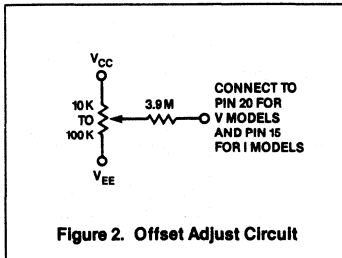 VCC
10K
TO
100K
3.9M
CONNECT TO
PIN 20 FOR
V MODELS
AND PIN 15
FOR I MODELS
VEE
Figure 2. Offset Adjust Circuit